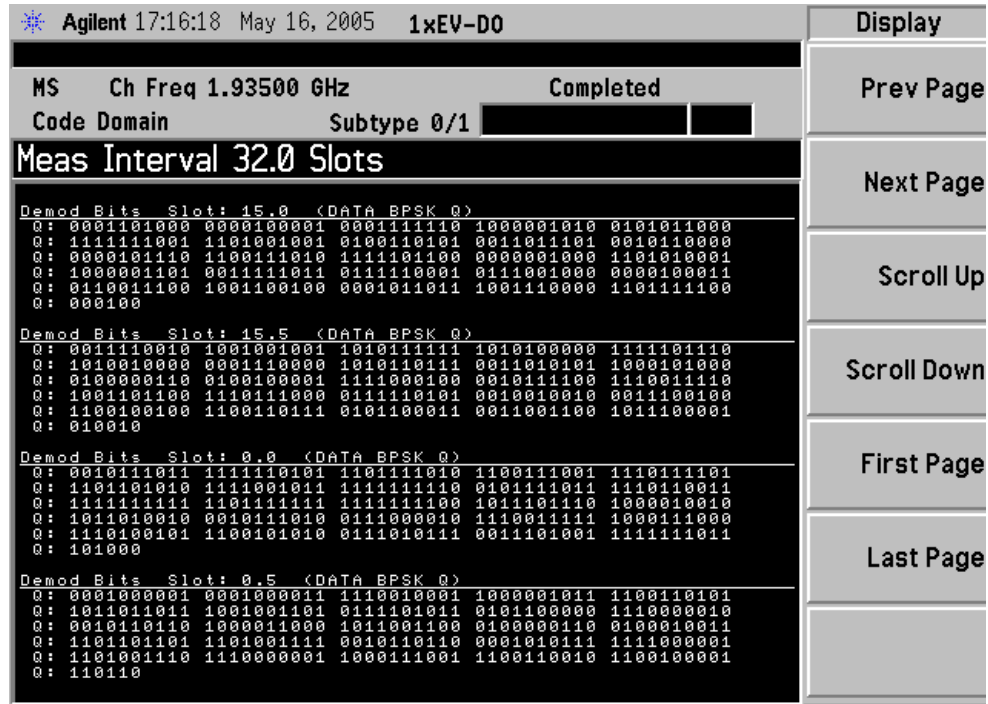 Agilent 17:16:18 May 16, 2005 1xEV-DO
Display
MS Ch Freq 1.93500 GHz Completed
Code Domain Subtype 0/1
Meas Interval 32.0 Slots
Demod Bits Slot: 15.0 (DATA BPSK Q)
Q: 0001101000 0000100001 0001111110 1000001010 0101011000
Q: 1111111001 1101001001 0100110101 0011011101 0010110000
Q: 0000101110 1100111010 1111101100 0000001000 1101010001
Q: 1000001101 0011111011 0111110001 0111001000 0000100011
Q: 0110011100 1001100100 0001011011 1001110000 1101111100
Q: 000100
Demod Bits Slot: 15.5 (DATA BPSK Q)
Q: 0011110010 1001001001 1010111111 1010100000 1111101110
Q: 1010010000 0001110000 1010110111 0011010101 1000101000
Q: 0100000110 0100100001 1111000100 0010111100 1110011110
Q: 1001101100 1110111000 0111110101 0010010010 0011100100
Q: 1100100100 1100110111 0101100011 0011001100 1011100001
Q: 010010
Demod Bits Slot: 0.0 (DATA BPSK Q)
Q: 0010111011 1111110101 1101111010 1100111001 1110111101
Q: 1101101010 1111001011 1111111110 0101111011 1110110011
Q: 1111111111 1101111111 1111111100 1011101110 1000010010
Q: 1011010010 0010111010 0111000010 1110011111 1000111000
Q: 1110100101 1100101010 0111010111 0011101001 1111111011
Q: 101000
Demod Bits Slot: 0.5 (DATA BPSK Q)
Q: 0001000001 0001000011 1110010001 1000001011 1100110101
Q: 1011011011 1001001101 0111101011 0101100000 1110000010
Q: 0010110110 1000011000 1011001100 0100000110 0100010011
Q: 1101101101 1101001111 0010110110 0001010111 1111000001
Q: 1101001110 1110000001 1000111001 1100110010 1100100001
Q: 110110
Prev Page
Next Page
Scroll Up
Scroll Down
First Page
Last Page